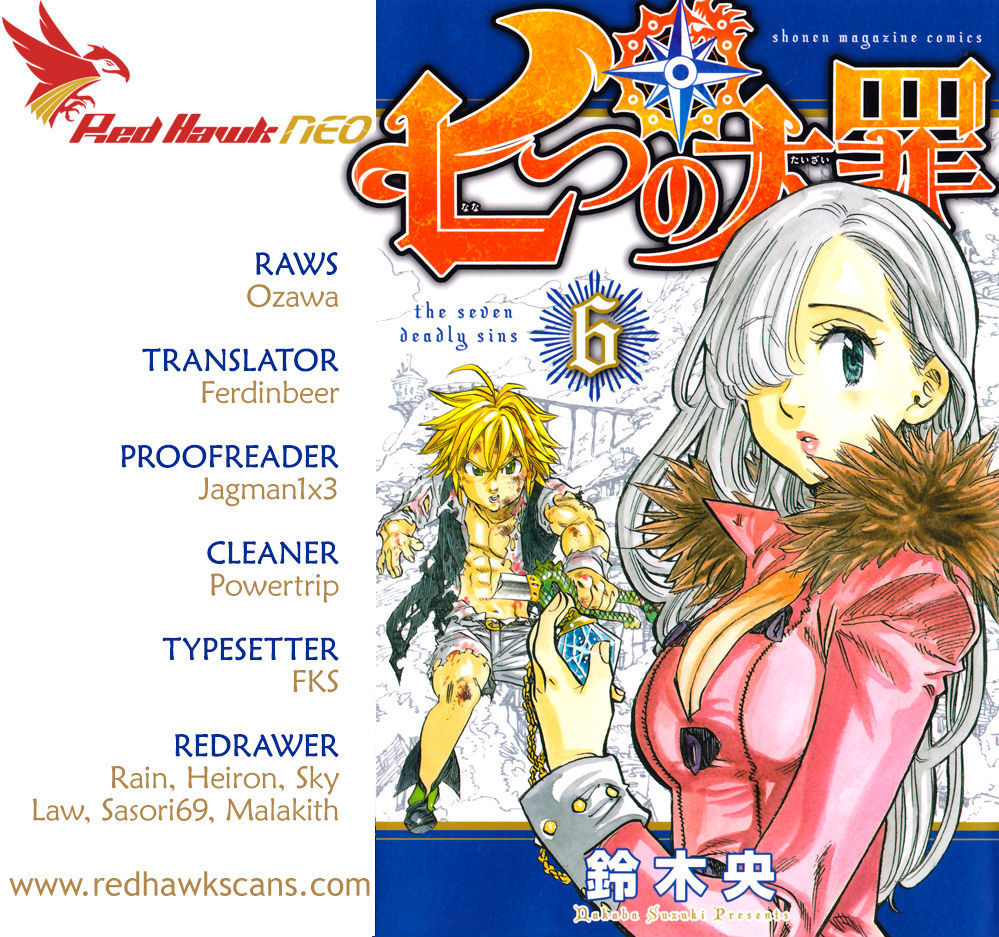 Red Hawk NEO
RAWS
Ozawa
TRANSLATOR
Ferdinbeer
PROOFREADER
Jagman1x3
CLEANER
Powertrip
TYPESETTER
FKS
REDRAWER
Rain, Heiron, Sky
Law, Sasori69, Malakith
www.redhawkscans.com
shonen magazine comics
七つの大罪
なな
たいざい
the seven
deadly sins
6
鈴木央
Nakaba Suzuki Presents